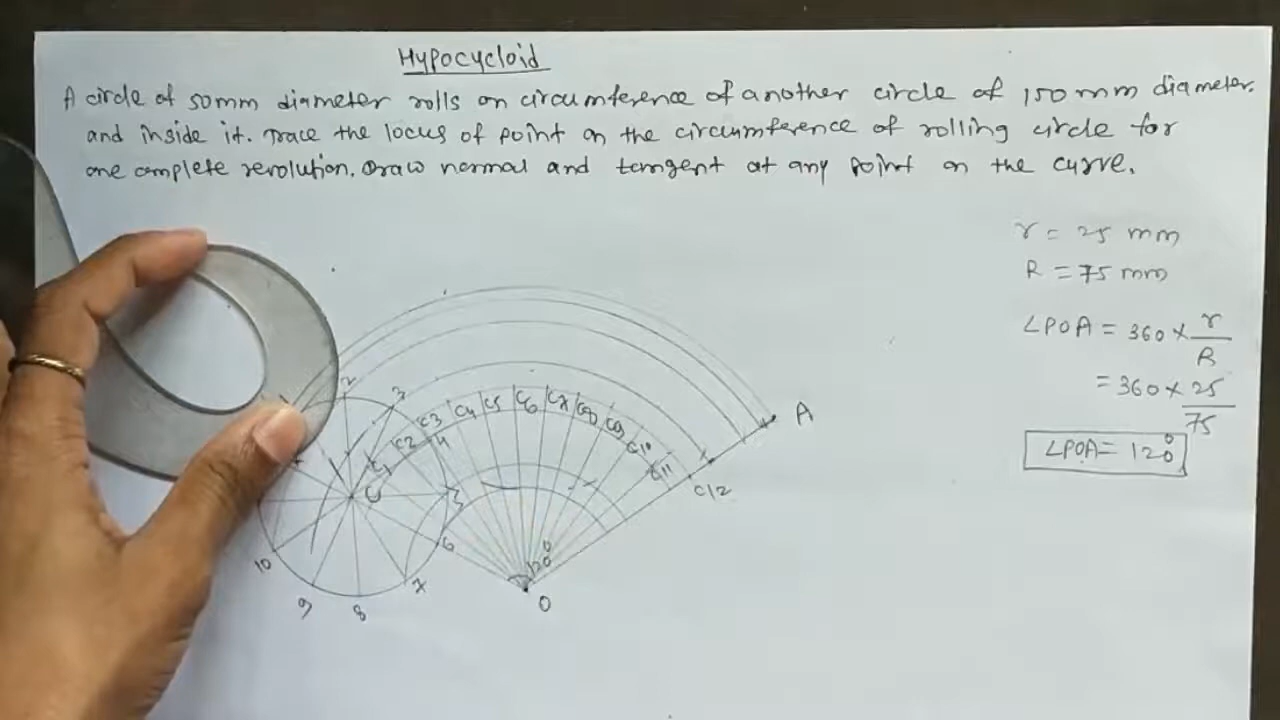 Hypocycloid
A circle of 50mm diameter rolls on circumference of another circle of 150 mm diameter.
and inside it. Trace the locus of point on the circumference of rolling circle for
one complete revolution. Draw normal and tangent at any point on the curve.
r = 25 mm
R = 75 mm
∠POA = 360 × r/R
= 360 × 25/75
∠POA = 120°
2
3
4
5
6
7
8
9
10
C
C1
C2
C3
C4
C5
C6
C7
C8
C9
C10
C11
C12
A
120°
O